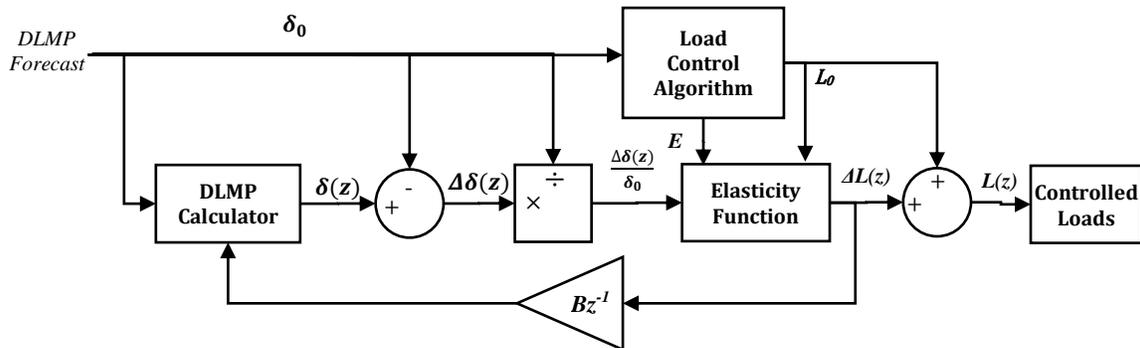 δ₀
DLMP
Forecast
Load
Control
Algorithm
L₀
E
DLMP
Calculator
δ(z)
-
+
Δδ(z)
÷
×
Δδ(z)
δ₀
Elasticity
Function
ΔL(z)
+
+
L(z)
Controlled
Loads
Bz⁻¹